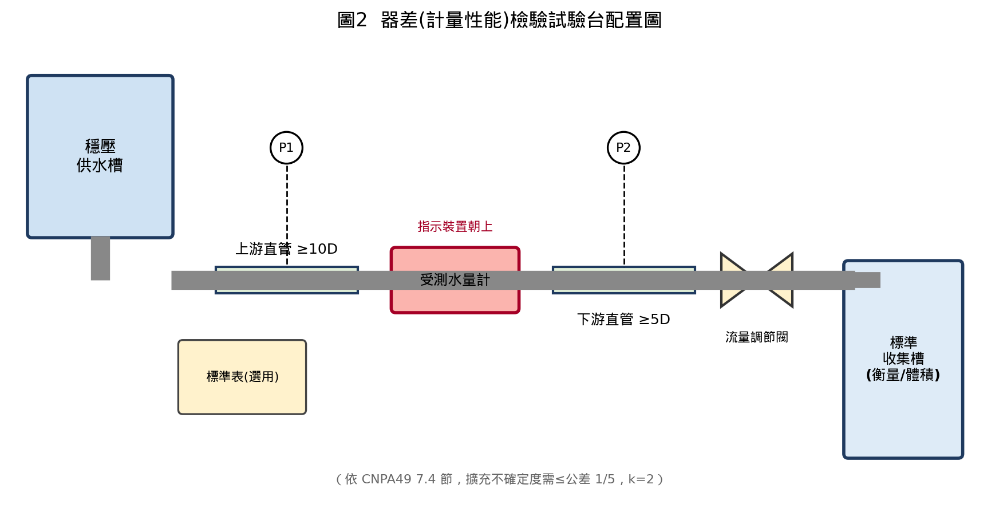 圖2 器差(計量性能)檢驗試驗台配置圖
穩壓
供水槽
P1
P2
指示裝置朝上
上游直管 ≥10D
受測水量計
下游直管 ≥5D
流量調節閥
標準
收集槽
(衡量/體積)
標準表(選用)
（依 CNPA49 7.4 節，擴充不確定度需≤公差 1/5，k=2）